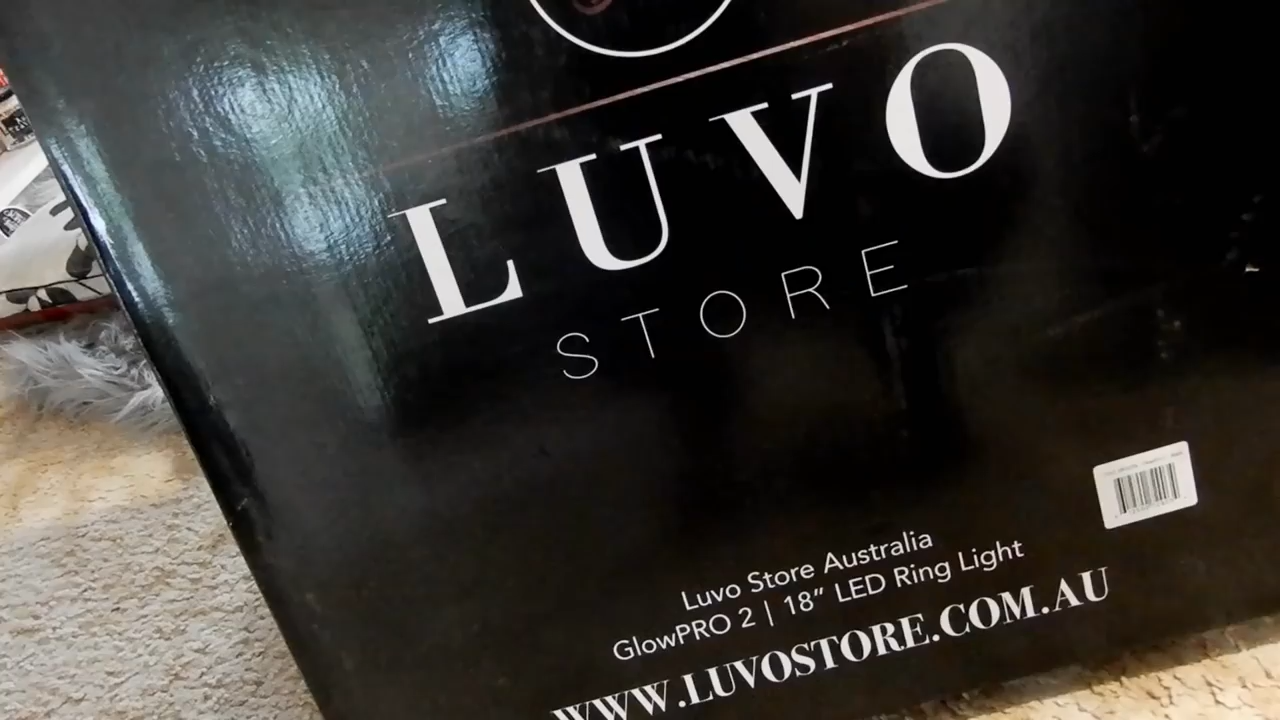 LUVO
STORE
Luvo Store Australia
GlowPRO 2 | 18" LED Ring Light
WWW.LUVOSTORE.COM.AU